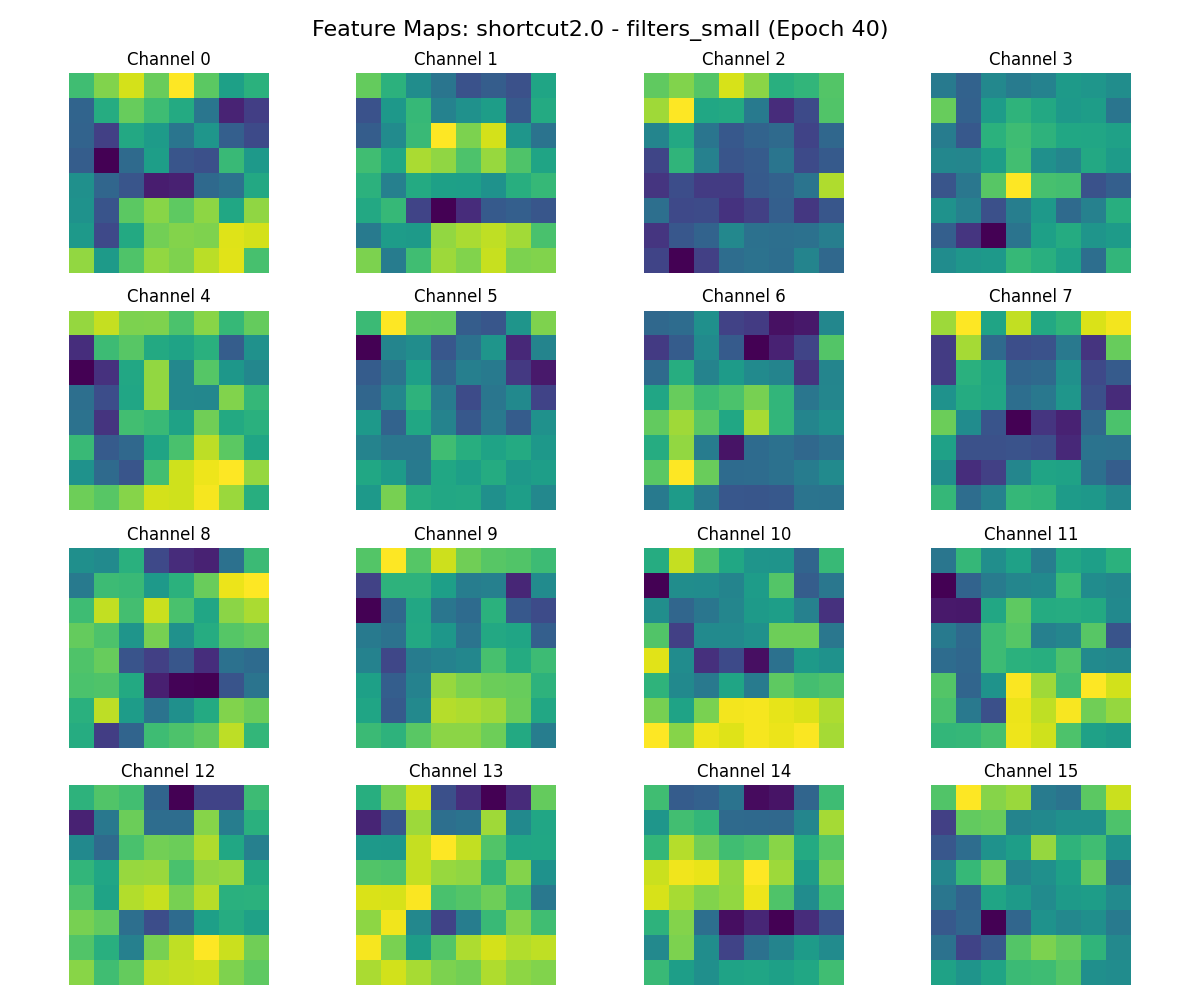 Feature Maps: shortcut2.0 - filters_small (Epoch 40)
Channel 0
Channel 1
Channel 2
Channel 3
Channel 4
Channel 5
Channel 6
Channel 7
Channel 8
Channel 9
Channel 10
Channel 11
Channel 12
Channel 13
Channel 14
Channel 15